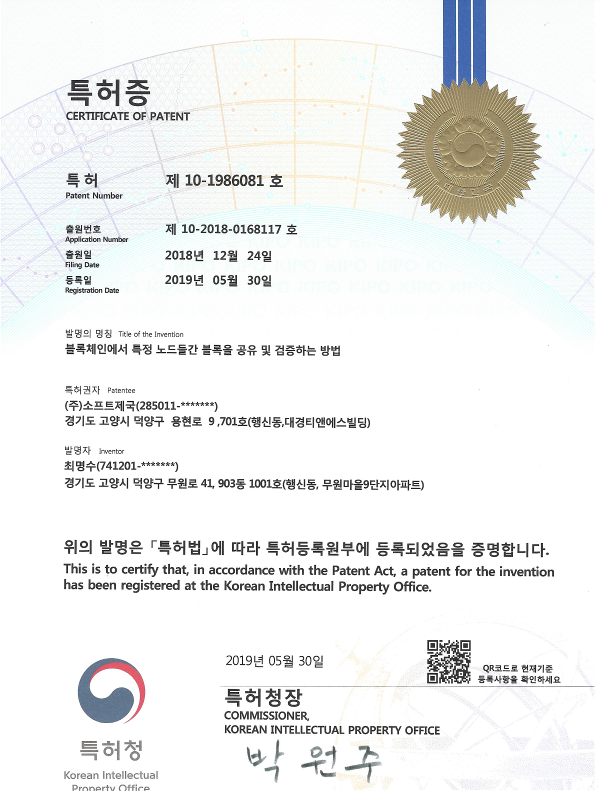 특허증
CERTIFICATE OF PATENT
특허 제 10-1986081 호
Patent Number
출원번호 제 10-2018-0168117 호
Application Number
출원일 2018년 12월 24일
Filing Date
등록일 2019년 05월 30일
Registration Date
발명의 명칭 Title of the Invention
블록체인에서 특정 노드들간 블록을 공유 및 검증하는 방법
특허권자 Patentee
(주)소프트제국(285011-*******)
경기도 고양시 덕양구 용현로 9 ,701호(행신동,대경티앤에스빌딩)
발명자 Inventor
최명수(741201-*******)
경기도 고양시 덕양구 무원로 41, 903동 1001호(행신동, 무원마을9단지아파트)
위의 발명은 「특허법」에 따라 특허등록원부에 등록되었음을 증명합니다.
This is to certify that, in accordance with the Patent Act, a patent for the invention
has been registered at the Korean Intellectual Property Office.
2019년 05월 30일
QR코드로 현재기준
등록사항을 확인하세요
특허청장
COMMISSIONER,
KOREAN INTELLECTUAL PROPERTY OFFICE
박원주
특허청
Korean Intellectual
Property Office